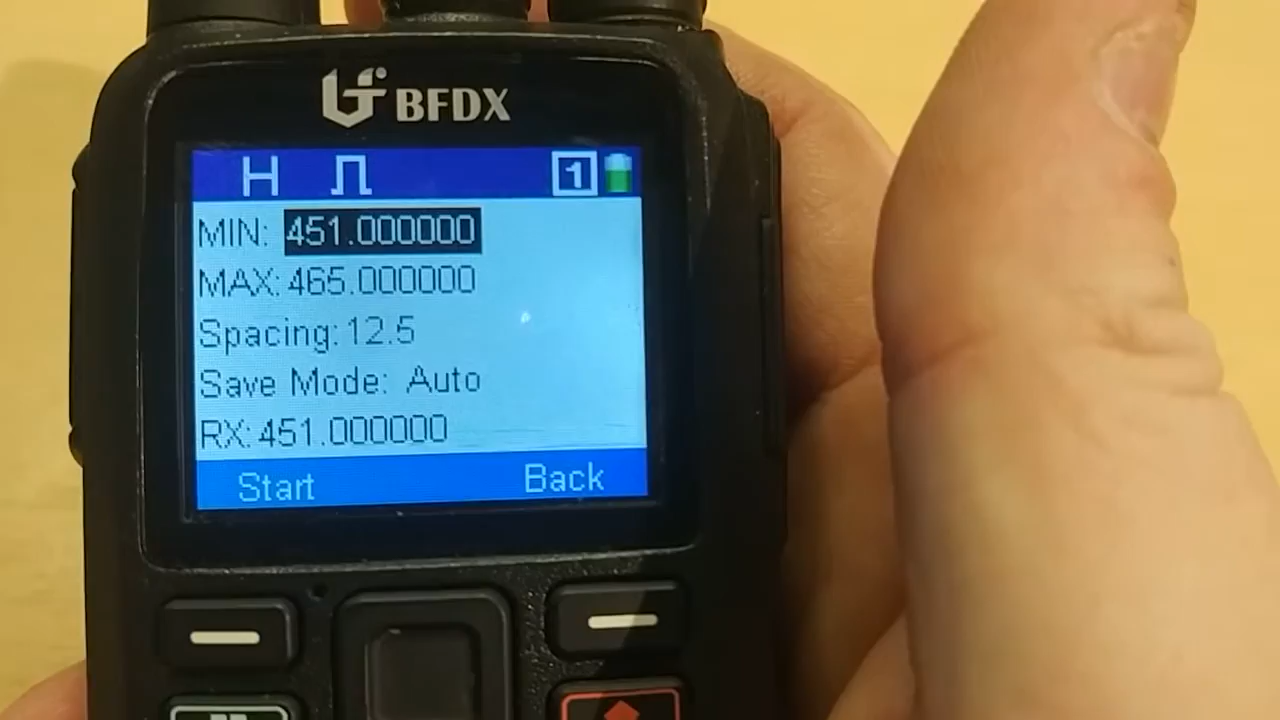 BFDX
H 1
MIN: 451.000000
MAX: 465.000000
Spacing: 12.5
Save Mode: Auto
RX: 451.000000
Start Back